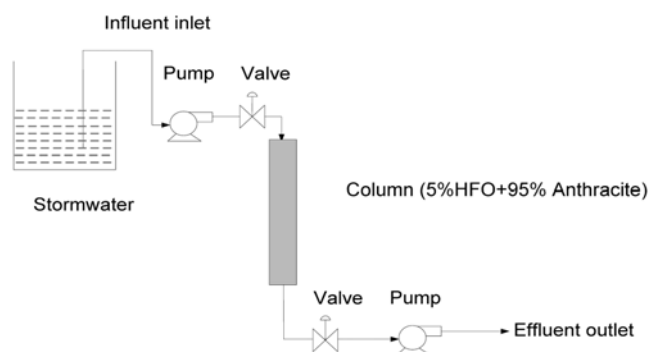 Influent inlet
Pump Valve
Stormwater
Column (5%HFO+95% Anthracite)
Valve Pump
Effluent outlet